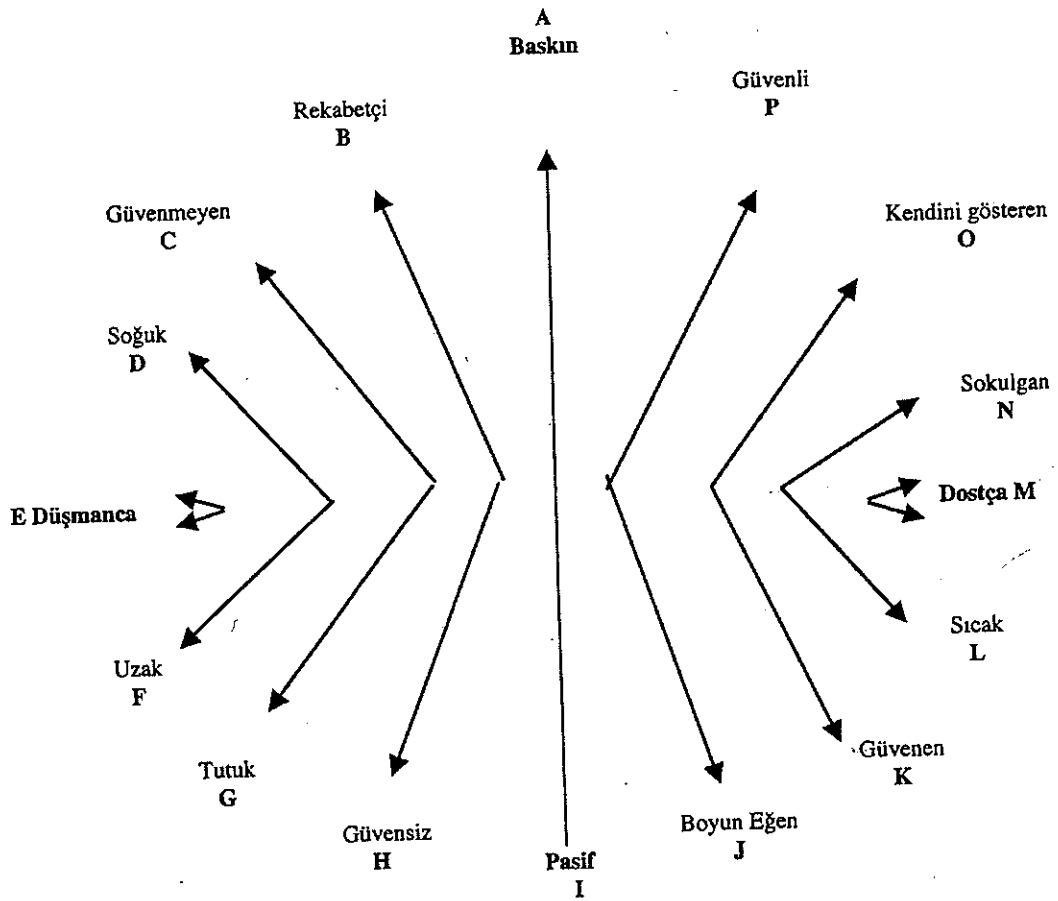 A
Baskın
Güvenli
P
Rekabetçi
B
Güvenmeyen
C
Kendini gösteren
O
Soğuk
D
Sokulgan
N
Dostça M
E Düşmanca
Sıcak
L
Uzak
F
Güvenen
K
Tutuk
G
Boyun Eğen
J
Güvensiz
H
Pasif
I